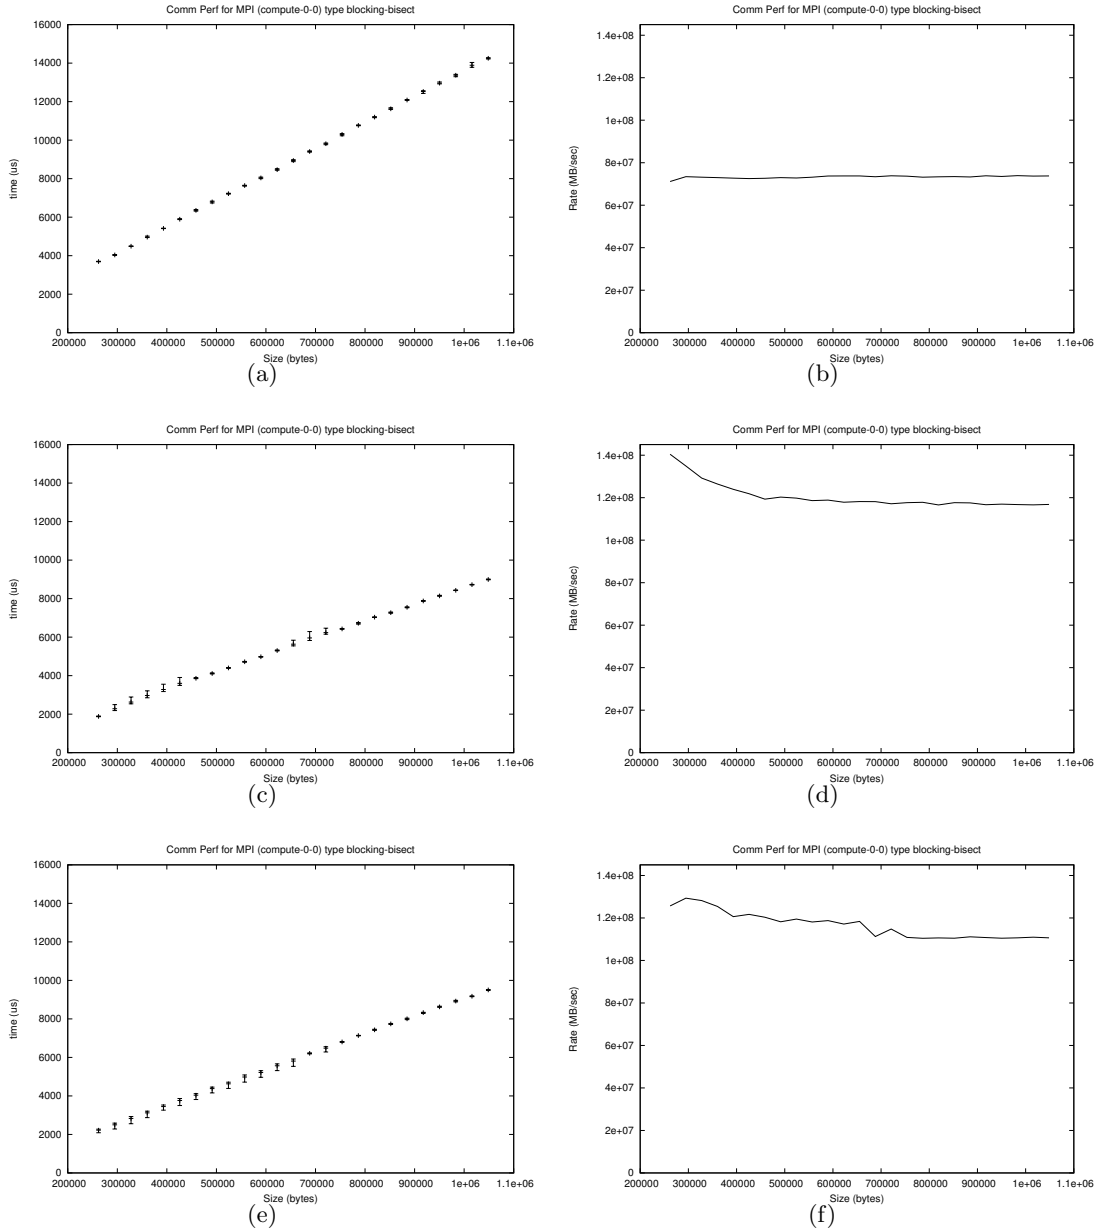 Comm Perf for MPI (compute-0-0) type blocking-bisect
16000
14000
12000
10000
8000
6000
4000
2000
0
time (us)
200000 300000 400000 500000 600000 700000 800000 900000 1e+06 1.1e+06
Size (bytes)
(a)
Comm Perf for MPI (compute-0-0) type blocking-bisect
1.4e+08
1.2e+08
1e+08
8e+07
6e+07
4e+07
2e+07
0
Rate (MB/sec)
200000 300000 400000 500000 600000 700000 800000 900000 1e+06 1.1e+06
Size (bytes)
(b)
Comm Perf for MPI (compute-0-0) type blocking-bisect
16000
14000
12000
10000
8000
6000
4000
2000
0
time (us)
200000 300000 400000 500000 600000 700000 800000 900000 1e+06 1.1e+06
Size (bytes)
(c)
Comm Perf for MPI (compute-0-0) type blocking-bisect
1.4e+08
1.2e+08
1e+08
8e+07
6e+07
4e+07
2e+07
0
Rate (MB/sec)
200000 300000 400000 500000 600000 700000 800000 900000 1e+06 1.1e+06
Size (bytes)
(d)
Comm Perf for MPI (compute-0-0) type blocking-bisect
16000
14000
12000
10000
8000
6000
4000
2000
0
time (us)
200000 300000 400000 500000 600000 700000 800000 900000 1e+06 1.1e+06
Size (bytes)
(e)
Comm Perf for MPI (compute-0-0) type blocking-bisect
1.4e+08
1.2e+08
1e+08
8e+07
6e+07
4e+07
2e+07
0
Rate (MB/sec)
200000 300000 400000 500000 600000 700000 800000 900000 1e+06 1.1e+06
Size (bytes)
(f)